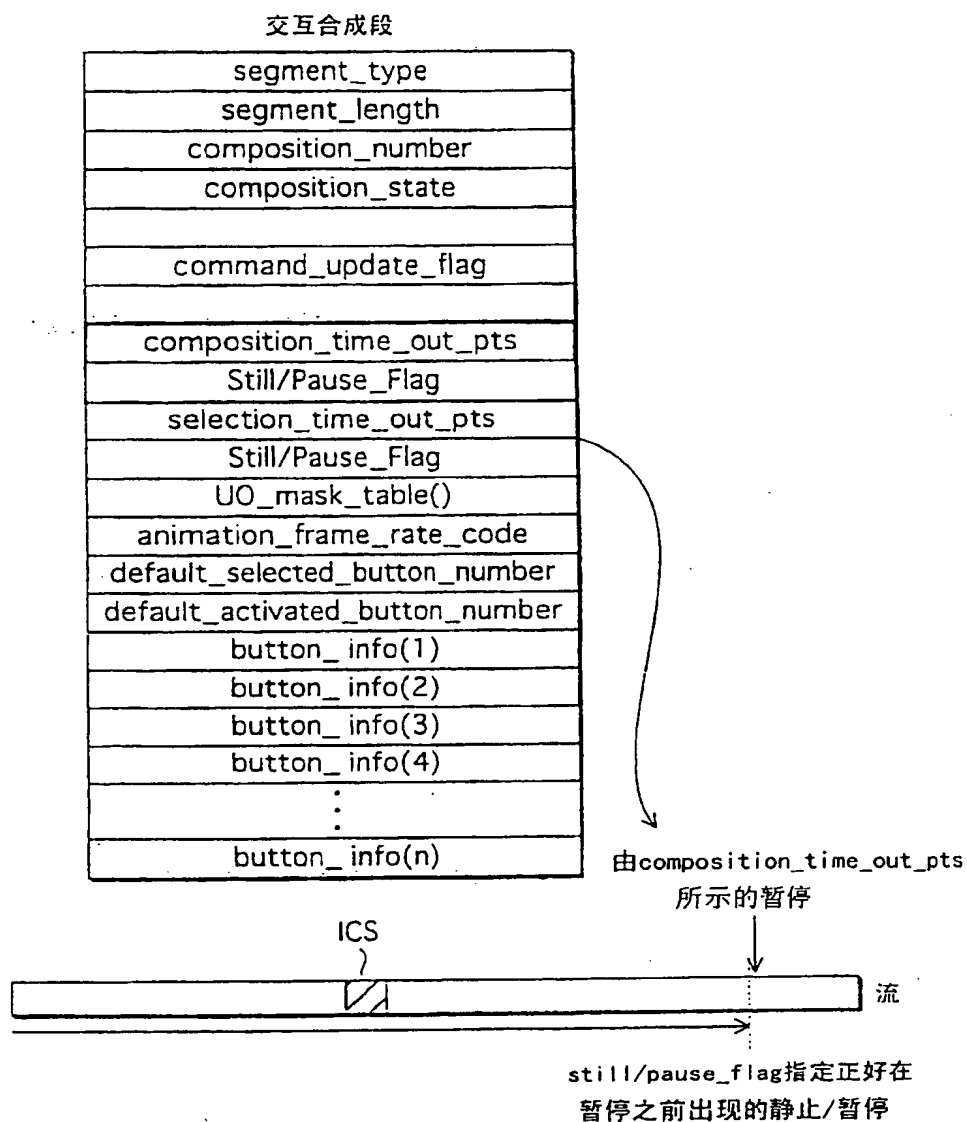 交互合成段
segment_type
segment_length
composition_number
composition_state
command_update_flag
composition_time_out_pts
Still/Pause_Flag
selection_time_out_pts
Still/Pause_Flag
UO_mask_table()
animation_frame_rate_code
default_selected_button_number
default_activated_button_number
button_ info(1)
button_ info(2)
button_ info(3)
button_ info(4)
button_ info(n)
由composition_time_out_pts
所示的暂停
ICS
流
still/pause_flag指定正好在
暂停之前出现的静止/暂停